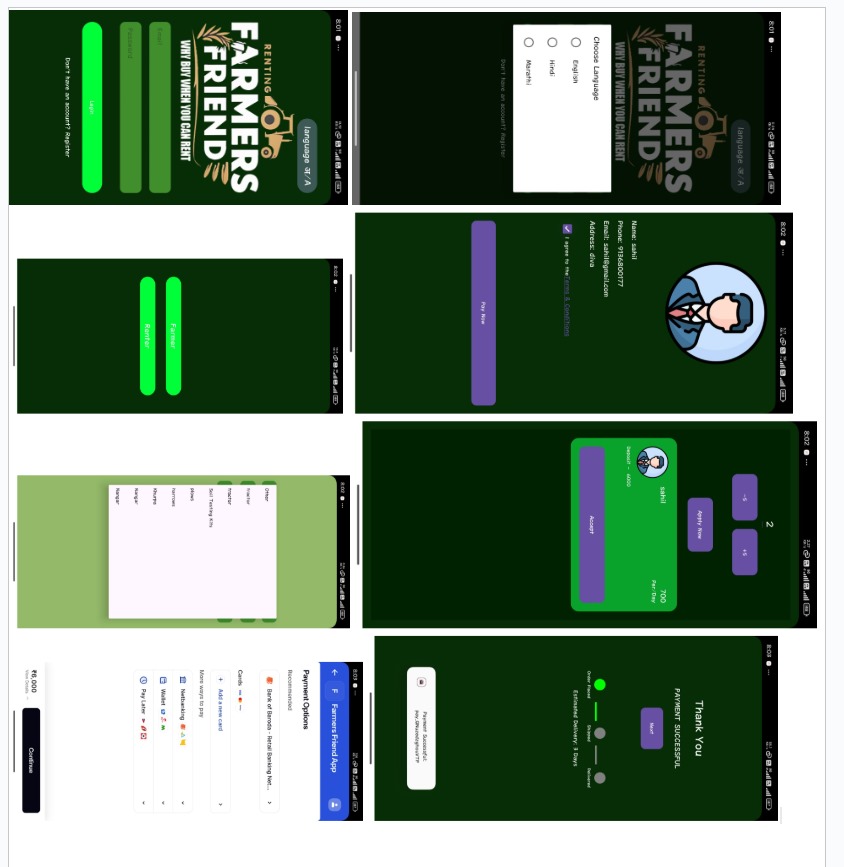 8:01
language अ/A
RENTING
FARMERS
FRIEND
WHY BUY WHEN YOU CAN RENT
Choose Language
English
Hindi
Marathi
Don't have an account? Register
8:02
Name: sahil
Phone: 9136800177
Email: sahil@gmail.com
Address: diva
I agree to the Terms & Conditions
Pay Now
8:02
2
-5
+5
Apply Now
sahil
700
Per/Day
Deposit - 6000
Accept
8:03
Thank You
PAYMENT SUCCESSFUL
Next
Order Placed
Shipped
Delivered
Estimated Delivery: 3 Days
Payment Successful:
8:01
language अ/A
RENTING
FARMERS
FRIEND
WHY BUY WHEN YOU CAN RENT
Email
Password
Login
Don't have an account? Register
8:02
Farmer
Renter
8:02
Other
tractor
tractor
Soil Testing Kits
plows
harrows
Khurpa
Nangar
Nangar
8:03
F Farmers Friend App
Payment Options
Recommended
Bank of Baroda - Retail Banking Net...
Cards
+ Add a new card
More ways to pay
Netbanking
Wallet
Pay Later
₹6,000
View Details
Continue